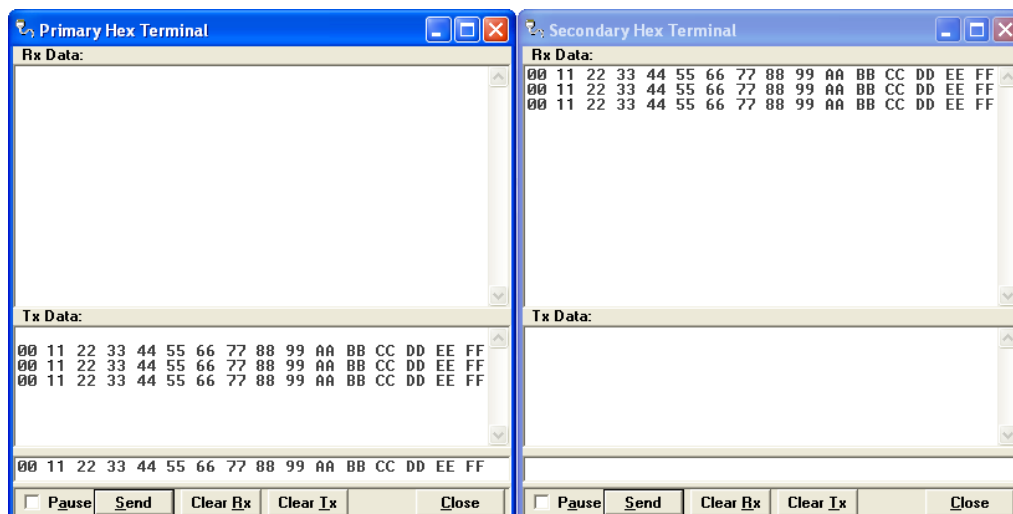 Primary Hex Terminal
Rx Data:
Tx Data:
00 11 22 33 44 55 66 77 88 99 AA BB CC DD EE FF
00 11 22 33 44 55 66 77 88 99 AA BB CC DD EE FF
00 11 22 33 44 55 66 77 88 99 AA BB CC DD EE FF
00 11 22 33 44 55 66 77 88 99 AA BB CC DD EE FF
Pause Send Clear Rx Clear Tx Close
Secondary Hex Terminal
Rx Data:
00 11 22 33 44 55 66 77 88 99 AA BB CC DD EE FF
00 11 22 33 44 55 66 77 88 99 AA BB CC DD EE FF
00 11 22 33 44 55 66 77 88 99 AA BB CC DD EE FF
Tx Data:
Pause Send Clear Rx Clear Tx Close